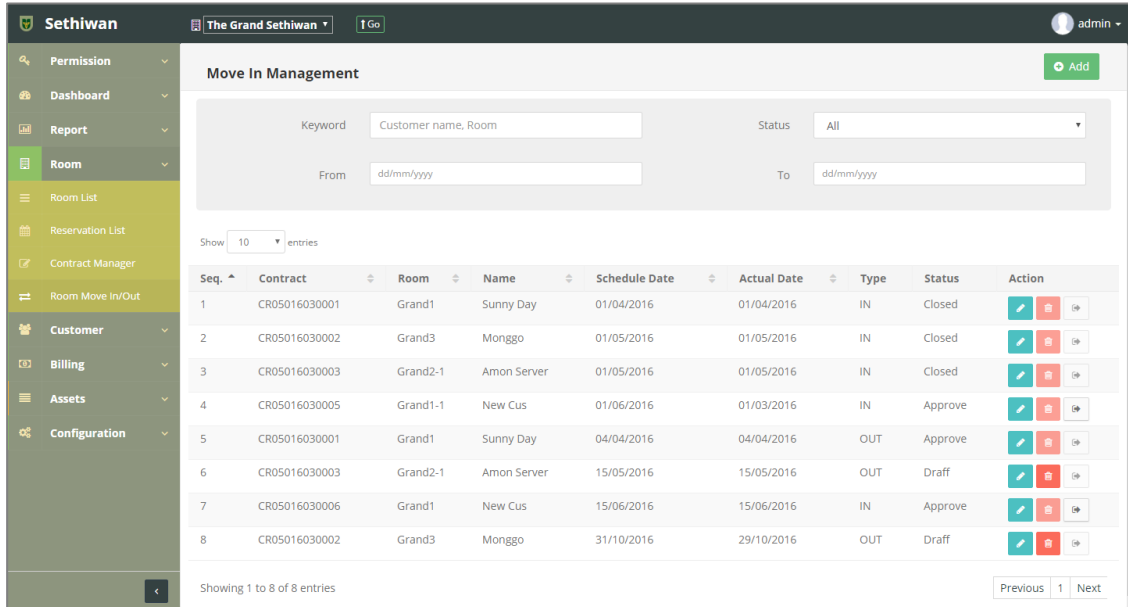 Sethiwan The Grand Sethiwan Go admin
Permission
Dashboard
Report
Room
Room List
Reservation List
Contract Manager
Room Move In/Out
Customer
Billing
Assets
Configuration
Move In Management Add
Keyword Customer name, Room Status All
From dd/mm/yyyy To dd/mm/yyyy
Show 10 entries
Seq. Contract Room Name Schedule Date Actual Date Type Status Action
1 CR05016030001 Grand1 Sunny Day 01/04/2016 01/04/2016 IN Closed
2 CR05016030002 Grand3 Monggo 01/05/2016 01/05/2016 IN Closed
3 CR05016030003 Grand2-1 Amon Server 01/05/2016 01/05/2016 IN Closed
4 CR05016030005 Grand1-1 New Cus 01/06/2016 01/03/2016 IN Approve
5 CR05016030001 Grand1 Sunny Day 04/04/2016 04/04/2016 OUT Approve
6 CR05016030003 Grand2-1 Amon Server 15/05/2016 15/05/2016 OUT Draft
7 CR05016030006 Grand1 New Cus 15/06/2016 15/06/2016 IN Approve
8 CR05016030002 Grand3 Monggo 31/10/2016 29/10/2016 OUT Draft
Showing 1 to 8 of 8 entries Previous 1 Next